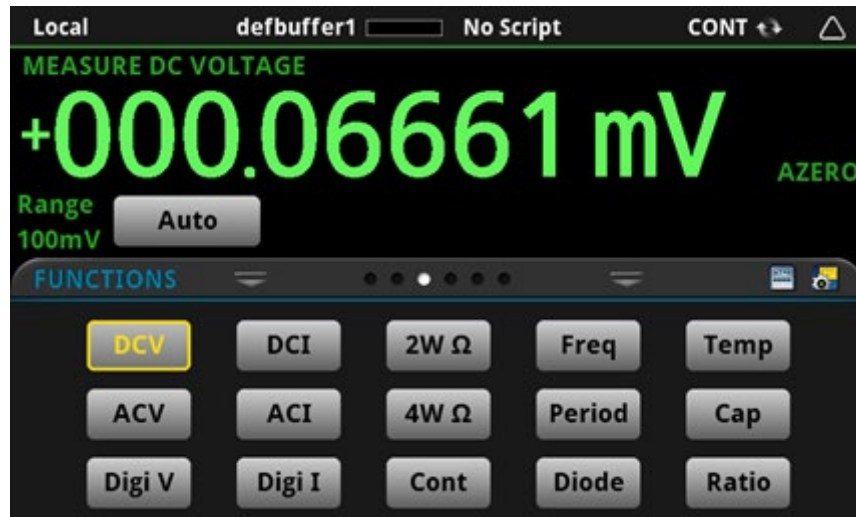 Local defbuffer1 No Script CONT
MEASURE DC VOLTAGE
+000.06661 mV
AZERO
Range
100mV
Auto
FUNCTIONS
DCV DCI 2W Ω Freq Temp
ACV ACI 4W Ω Period Cap
Digi V Digi I Cont Diode Ratio